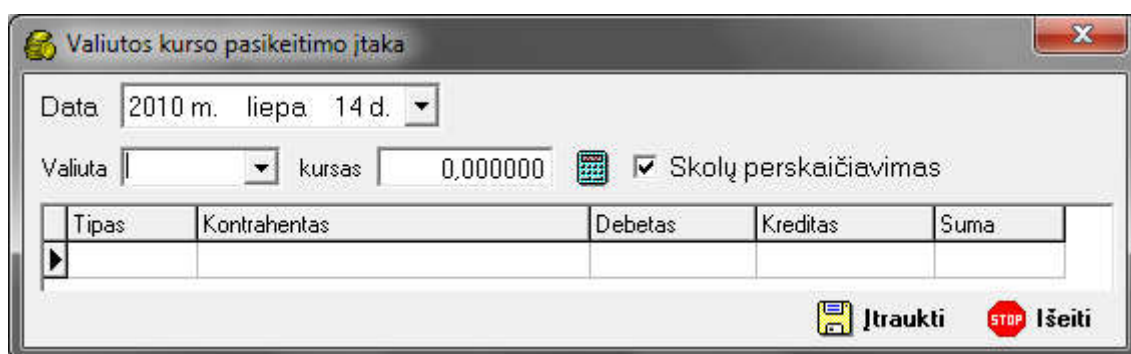 Valiutos kurso pasikeitimo įtaka
Data 2010 m. liepa 14 d.
Valiuta kursas 0,000000 Skolų perskaičiavimas
Tipas Kontrahentas Debetas Kreditas Suma
Įtraukti STOP Išeiti